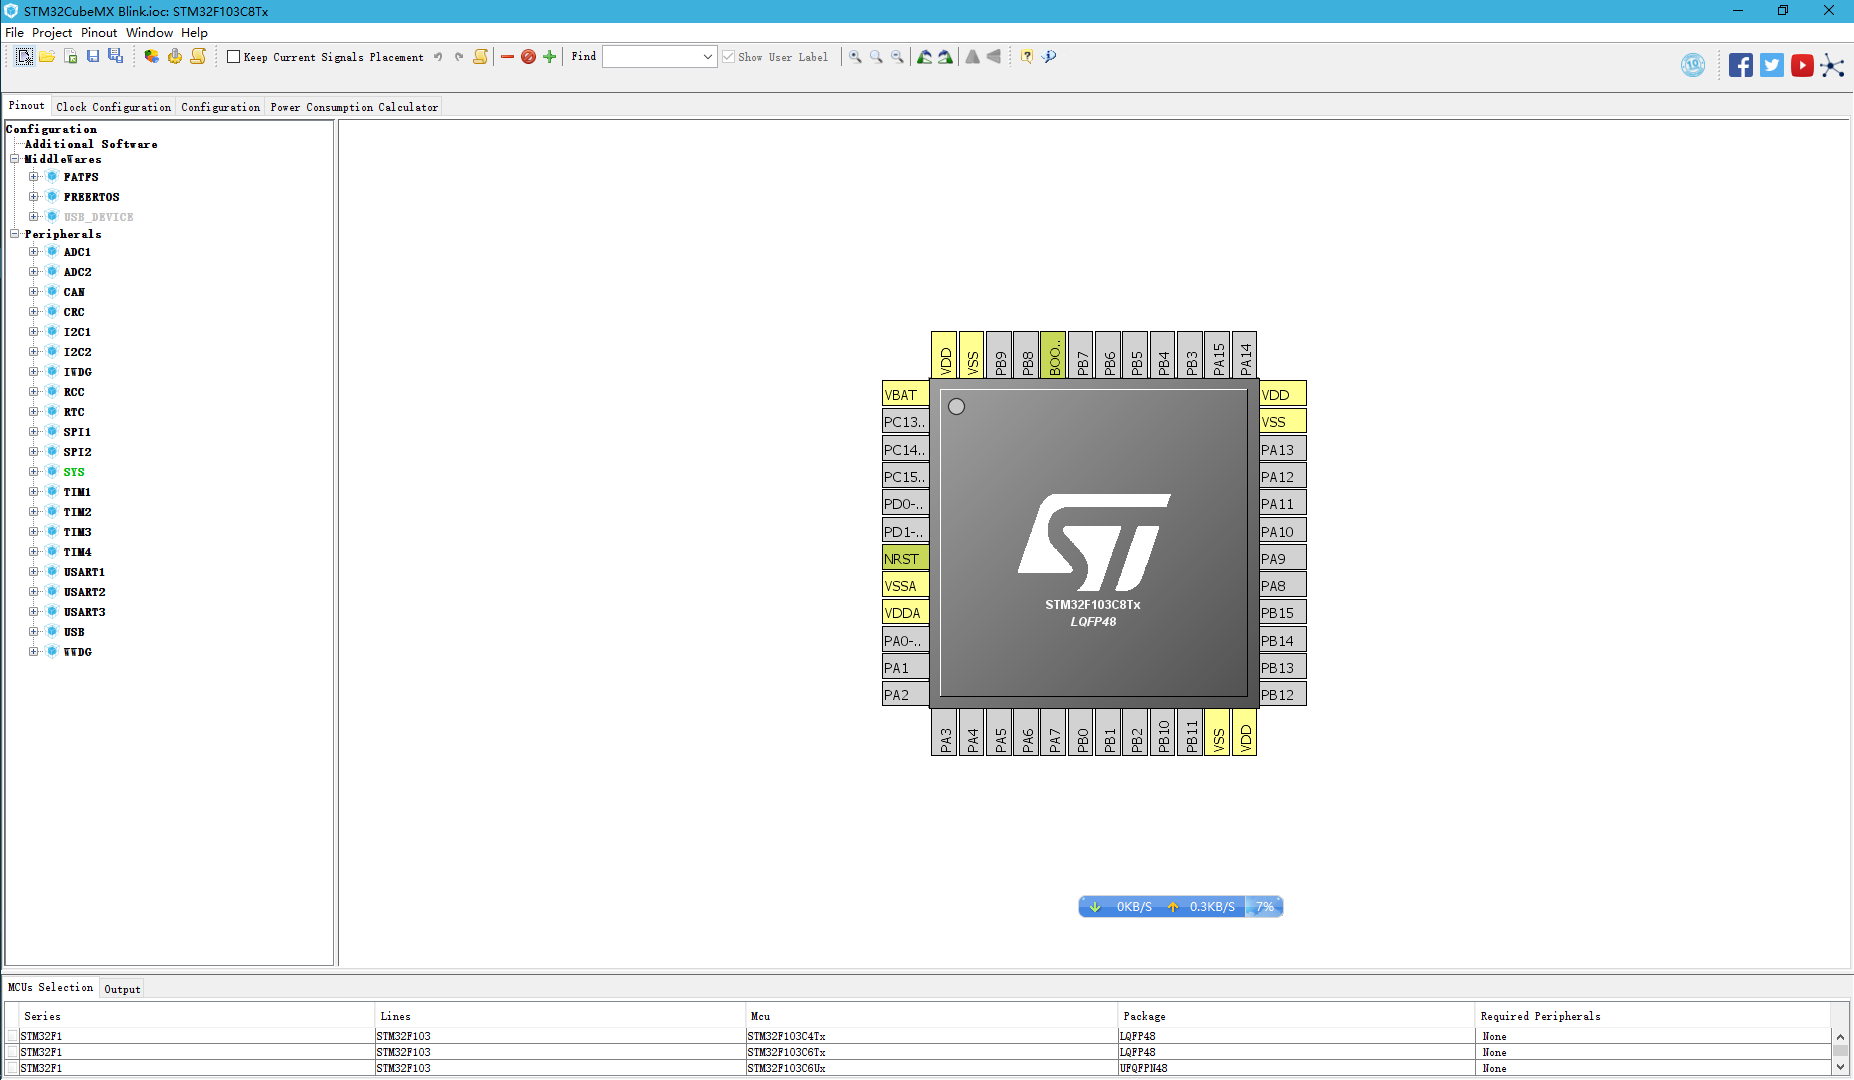 STM32CubeMX Blink.ioc: STM32F103C8Tx
File Project Pinout Window Help
Keep Current Signals Placement Find Show User Label
10
Pinout Clock Configuration Configuration Power Consumption Calculator
Configuration
Additional Software
MiddleWares
FATFS
FREERTOS
USB_DEVICE
Peripherals
ADC1
ADC2
CAN
CRC
I2C1
I2C2
IWDG
RCC
RTC
SPI1
SPI2
SYS
TIM1
TIM2
TIM3
TIM4
USART1
USART2
USART3
USB
WWDG
VDD VSS PB9 PB8 BOO.. PB7 PB6 PB5 PB4 PB3 PA15 PA14
VBAT VDD
PC13.. VSS
PC14.. PA13
PC15.. PA12
PD0-.. PA11
PD1-.. PA10
NRST PA9
VSSA PA8
VDDA PB15
PA0-.. PB14
PA1 PB13
PA2 PB12
ST
STM32F103C8Tx
LQFP48
PA3 PA4 PA5 PA6 PA7 PB0 PB1 PB2 PB10 PB11 VSS VDD
0KB/S 0.3KB/S 7%
MCUs Selection Output
Series Lines Mcu Package Required Peripherals
STM32F1 STM32F103 STM32F103C4Tx LQFP48 None
STM32F1 STM32F103 STM32F103C6Tx LQFP48 None
STM32F1 STM32F103 STM32F103C6Ux UFQFPN48 None